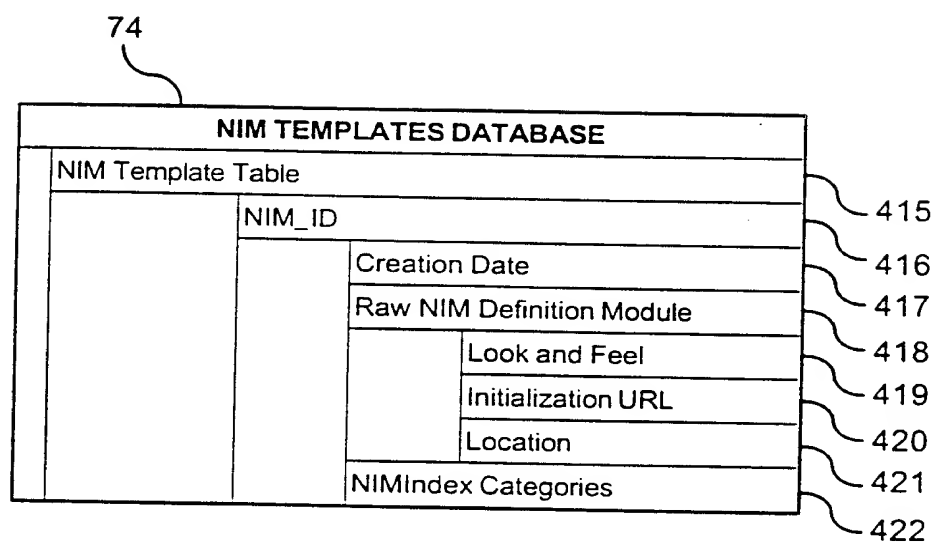 74
NIM TEMPLATES DATABASE
NIM Template Table
415
NIM_ID
416
Creation Date
417
Raw NIM Definition Module
418
Look and Feel
419
Initialization URL
420
Location
421
NIMIndex Categories
422